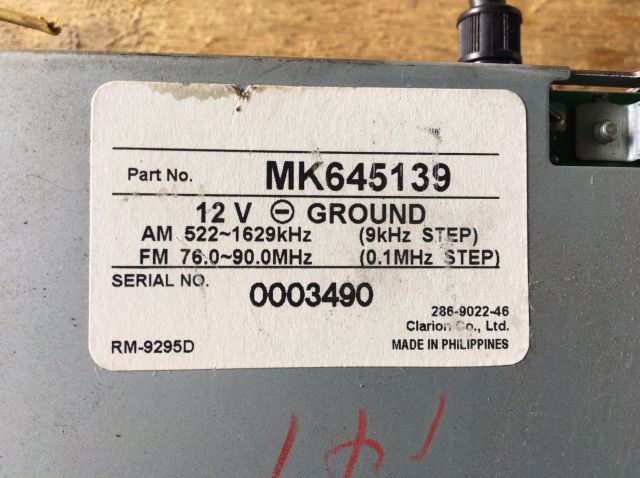 Part No. MK645139
12 V ⊖ GROUND
AM 522~1629kHz (9kHz STEP)
FM 76.0~90.0MHz (0.1MHz STEP)
SERIAL NO. 0003490
286-9022-46
Clarion Co., Ltd.
RM-9295D MADE IN PHILIPPINES